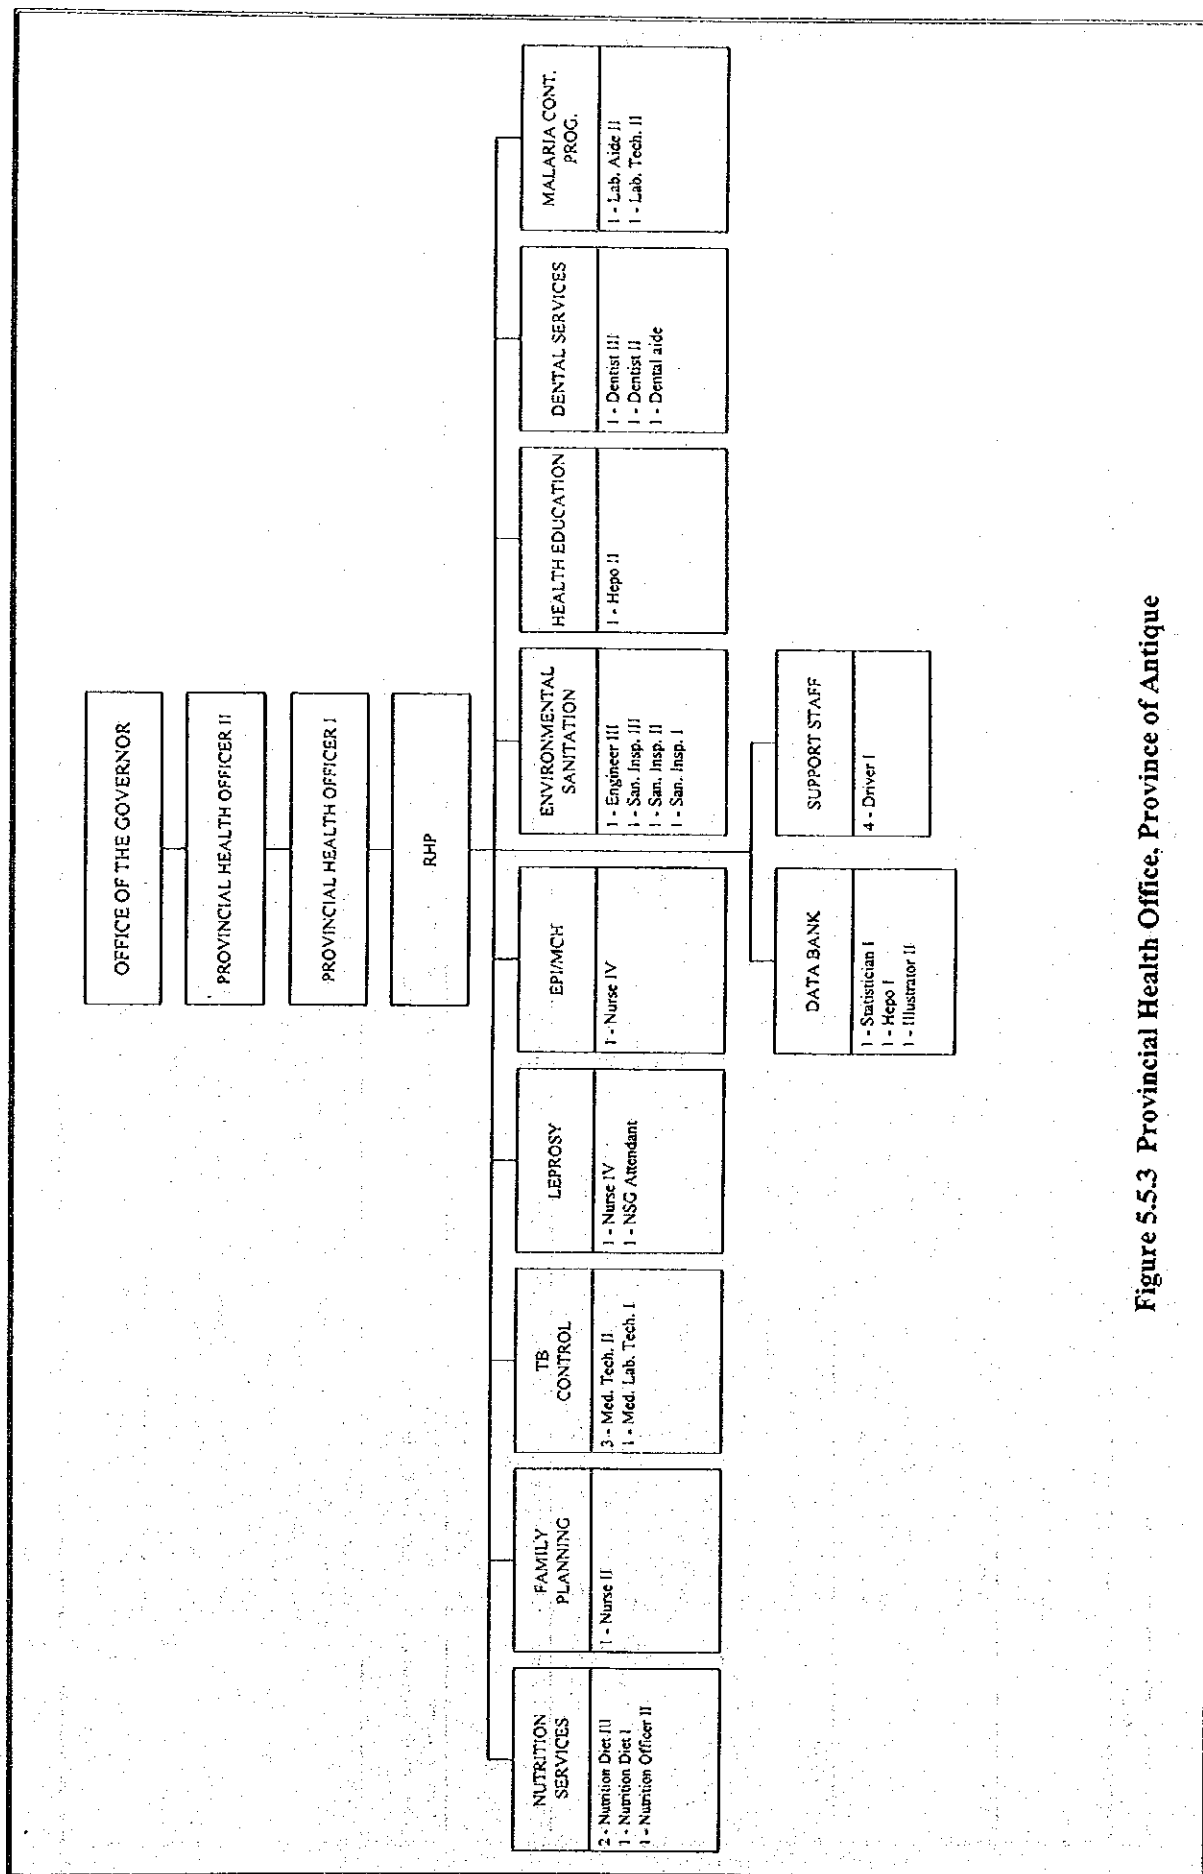 OFFICE OF THE GOVERNOR
PROVINCIAL HEALTH OFFICER II
PROVINCIAL HEALTH OFFICER I
RHP
NUTRITION
SERVICES
2 - Nutrition Diet III
1 - Nutrition Diet I
1 - Nutrition Officer II
FAMILY
PLANNING
1 - Nurse II
TB
CONTROL
3 - Med. Tech. II
1 - Med. Lab. Tech. I
LEPROSY
1 - Nurse IV
1 - NSG Attendant
EPI/MCH
1 - Nurse IV
ENVIRONMENTAL
SANITATION
1 - Engineer III
1 - San. Insp. III
1 - San. Insp. II
1 - San. Insp. I
HEALTH EDUCATION
1 - Hepo II
DENTAL SERVICES
1 - Dentist III
1 - Dentist II
1 - Dental aide
MALARIA CONT.
PROG.
1 - Lab. Aide II
1 - Lab. Tech. II
DATA BANK
1 - Statistician I
1 - Hepo I
1 - Illustrator II
SUPPORT STAFF
4 - Driver I
Figure 5.5.3 Provincial Health Office, Province of Antique